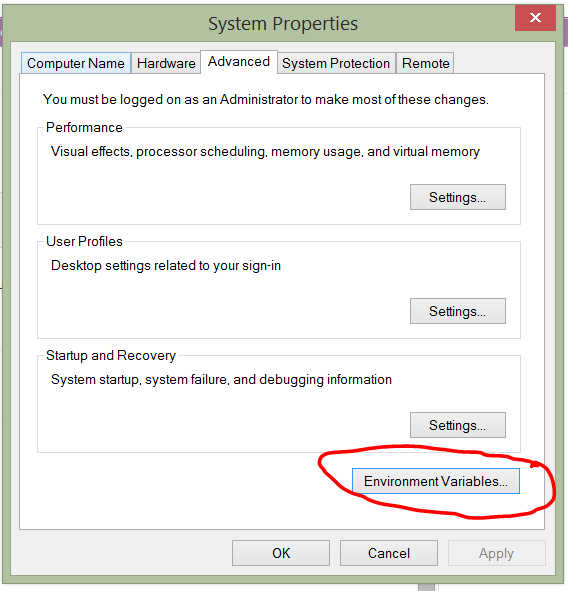 System Properties
Computer Name
Hardware
Advanced
System Protection
Remote
You must be logged on as an Administrator to make most of these changes.
Performance
Visual effects, processor scheduling, memory usage, and virtual memory
Settings...
User Profiles
Desktop settings related to your sign-in
Settings...
Startup and Recovery
System startup, system failure, and debugging information
Settings...
Environment Variables...
OK
Cancel
Apply